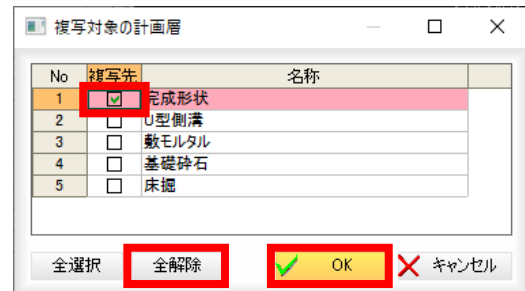 複写対象の計画層
No 複写先 名称
1 完成形状
2 U型側溝
3 敷モルタル
4 基礎砕石
5 床掘
全選択 全解除 OK キャンセル